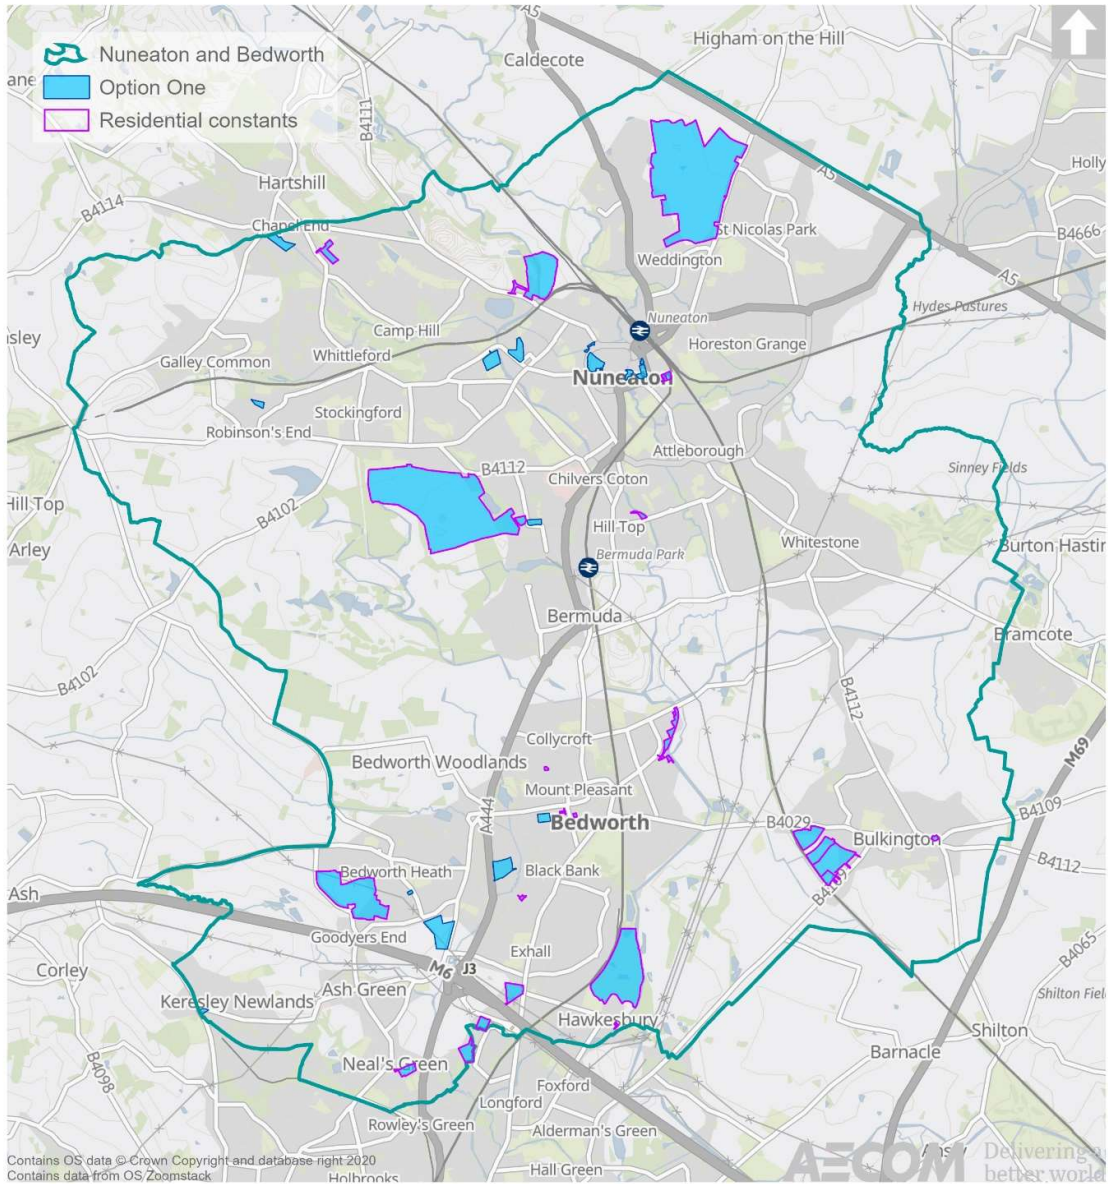 A5
Higham on the Hill
Caldecote
Nuneaton and Bedworth
ane
Option One
Residential constants
B4111
A5
Holly
Hartshill
B4114
Chapel End
St Nicolas Park
B4666
Weddington
A5
Hydes Pastures
Nuneaton
sley
Camp Hill
Horeston Grange
Galley Common
Whittleford
Nuneaton
Stockingford
Robinson's End
Attleborough
B4112
Sinney Fields
Chilvers Coton
Hill Top
B4102
Hill Top
Arley
Whitestone
Burton Hastin
Bermuda Park
Bermuda
Bramcote
B4102
B4112
Collycroft
M69
Bedworth Woodlands
Mount Pleasant
A444
B4109
Bedworth
B4029
Bulkington
B4112
Bedworth Heath
Black Bank
B4109
Ash
Goodyers End
Exhall
B4065
Corley
M6
J3
Ash Green
Shilton Fiel
Keresley Newlands
Hawkesbury
Shilton
Barnacle
B4098
Neal's Green
Foxford
Longford
Rowley's Green
Alderman's Green
Contains OS data © Crown Copyright and database right 2020
AECOM
Ansty
Delivering a
better world
Hall Green
Contains data from OS Zoomstack
Holbrooks